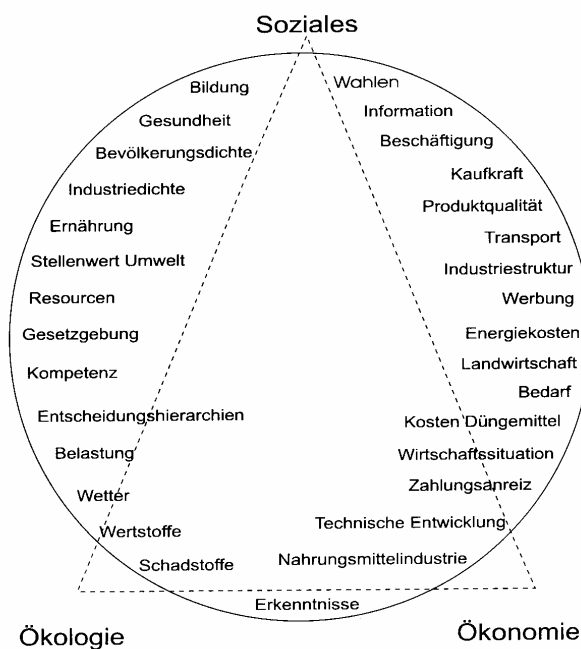 Soziales
Bildung
Wahlen
Gesundheit
Information
Bevölkerungsdichte
Beschäftigung
Industriedichte
Kaufkraft
Ernährung
Produktqualität
Stellenwert Umwelt
Transport
Industriestruktur
Resourcen
Werbung
Gesetzgebung
Energiekosten
Kompetenz
Landwirtschaft
Bedarf
Entscheidungshierarchien
Kosten Düngemittel
Belastung
Wirtschaftssituation
Wetter
Zahlungsanreiz
Wertstoffe
Technische Entwicklung
Schadstoffe
Nahrungsmittelindustrie
Erkenntnisse
Ökologie
Ökonomie